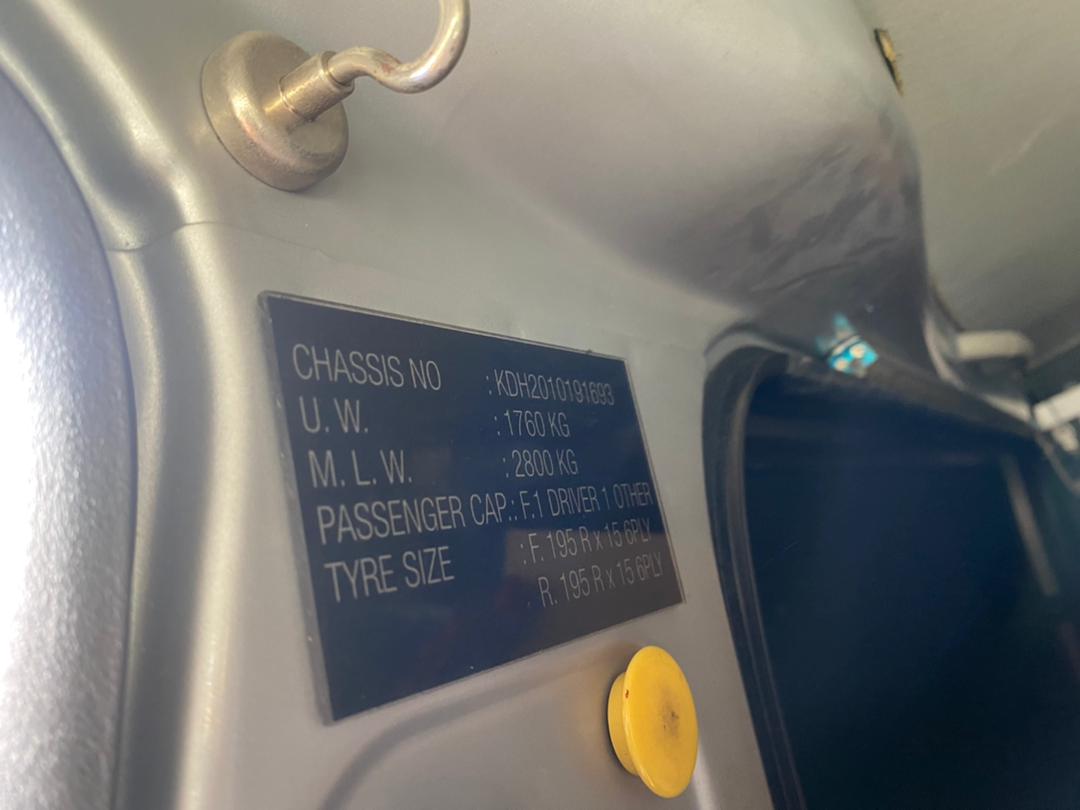 CHASSIS NO : KDH2010191693
U. W. : 1760 KG
M. L. W. : 2800 KG
PASSENGER CAP.: F.1 DRIVER 1 OTHER
TYRE SIZE : F. 195 R x 15 6PLY
R. 195 R x 15 6PLY